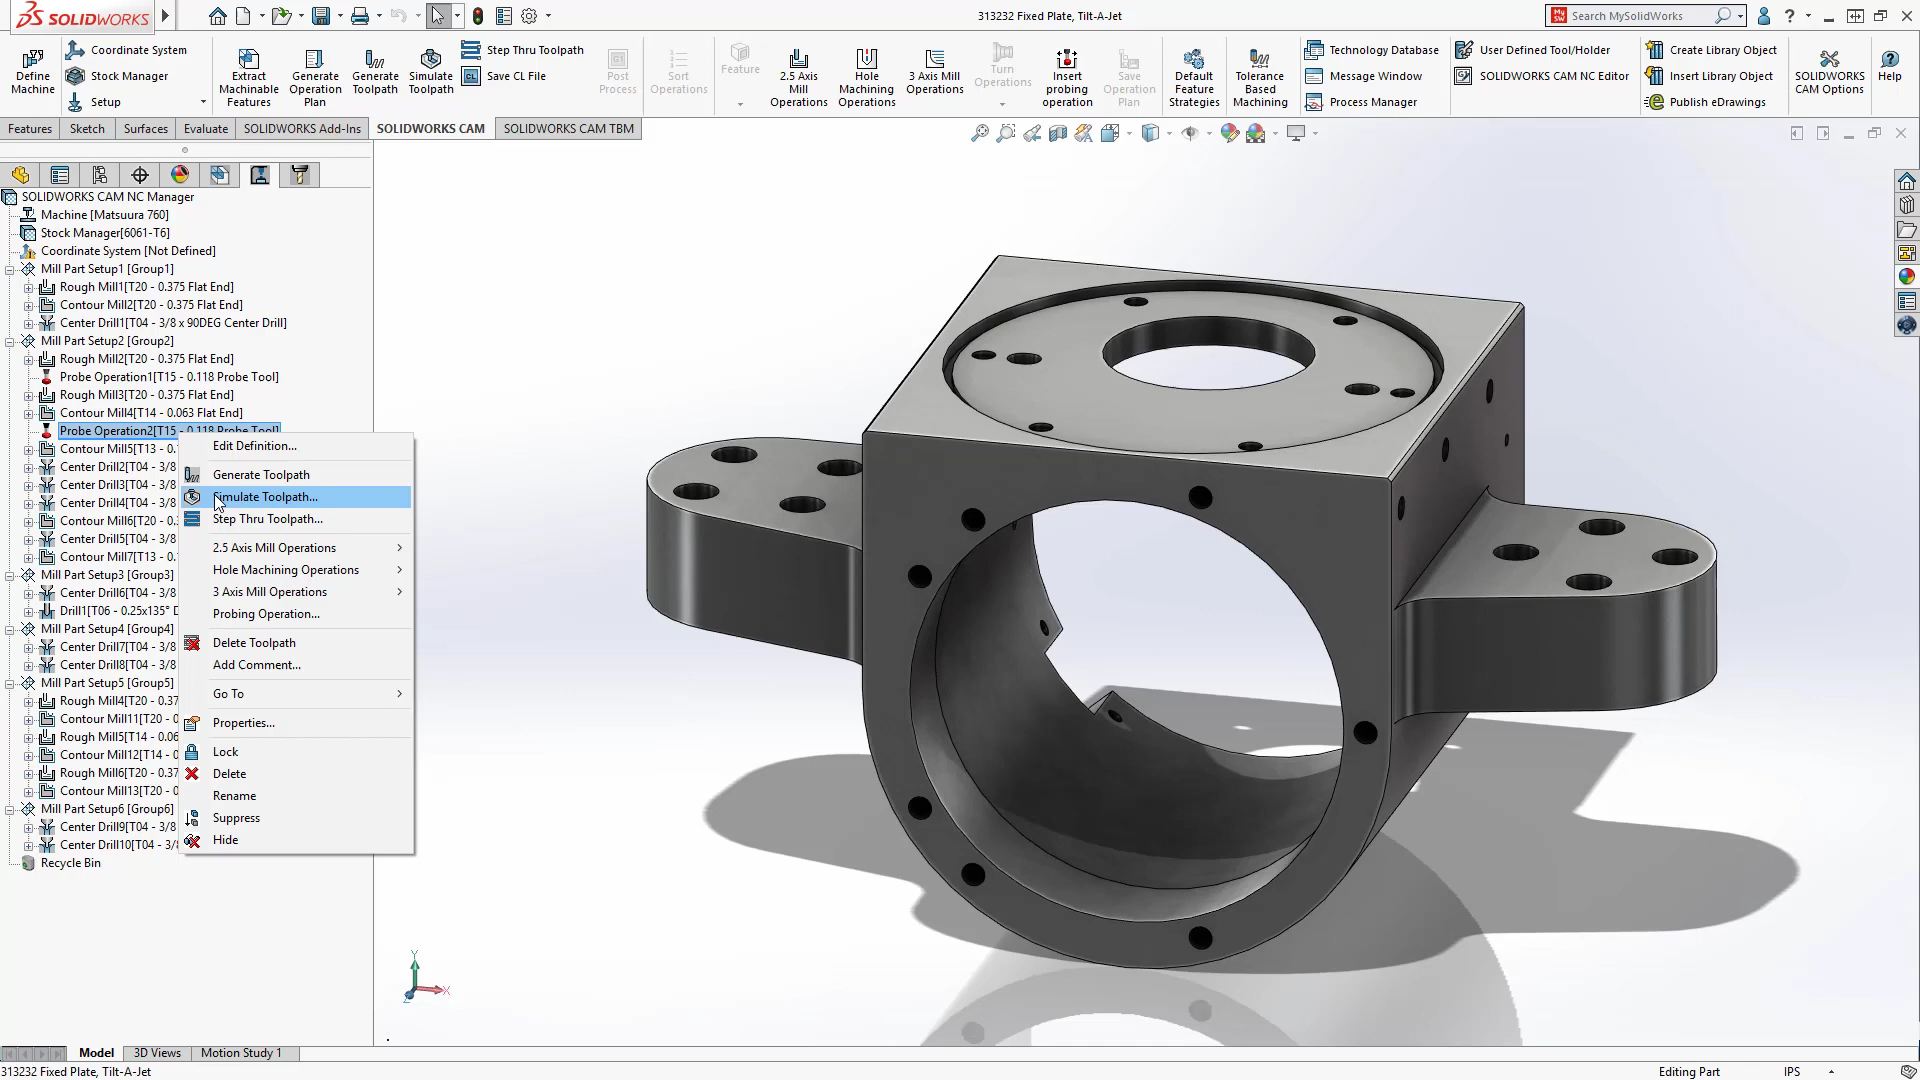 SOLIDWORKS
313232 Fixed Plate, Tilt-A-Jet
Search MySolidWorks
Define Machine
Coordinate System
Stock Manager
Setup
Extract Machinable Features
Generate Operation Plan
Generate Toolpath
Simulate Toolpath
Step Thru Toolpath
Save CL File
Post Process
Sort Operations
Feature
2.5 Axis Mill Operations
Hole Machining Operations
3 Axis Mill Operations
Turn Operations
Insert probing operation
Save Operation Plan
Default Feature Strategies
Tolerance Based Machining
Technology Database
Message Window
Process Manager
User Defined Tool/Holder
SOLIDWORKS CAM NC Editor
Create Library Object
Insert Library Object
Publish eDrawings
SOLIDWORKS CAM Options
Help
Features
Sketch
Surfaces
Evaluate
SOLIDWORKS Add-Ins
SOLIDWORKS CAM
SOLIDWORKS CAM TBM
SOLIDWORKS CAM NC Manager
Machine [Matsuura 760]
Stock Manager[6061-T6]
Coordinate System [Not Defined]
Mill Part Setup1 [Group1]
Rough Mill1[T20 - 0.375 Flat End]
Contour Mill2[T20 - 0.375 Flat End]
Center Drill1[T04 - 3/8 x 90DEG Center Drill]
Mill Part Setup2 [Group2]
Rough Mill2[T20 - 0.375 Flat End]
Probe Operation1[T15 - 0.118 Probe Tool]
Rough Mill3[T20 - 0.375 Flat End]
Contour Mill4[T14 - 0.063 Flat End]
Probe Operation2[T15 - 0.118 Probe Tool]
Contour Mill5[T13 - 0.
Center Drill2[T04 - 3/8
Center Drill3[T04 - 3/8
Center Drill4[T04 - 3/8
Contour Mill6[T20 - 0.3
Center Drill5[T04 - 3/8
Contour Mill7[T13 - 0.
Mill Part Setup3 [Group3]
Center Drill6[T04 - 3/8
Drill1[T06 - 0.25x135° D
Mill Part Setup4 [Group4]
Center Drill7[T04 - 3/8
Center Drill8[T04 - 3/8
Mill Part Setup5 [Group5]
Rough Mill4[T20 - 0.37
Contour Mill11[T20 - 0
Rough Mill5[T14 - 0.06
Contour Mill12[T14 - 0
Rough Mill6[T20 - 0.37
Contour Mill13[T20 - 0
Mill Part Setup6 [Group6]
Center Drill9[T04 - 3/8
Center Drill10[T04 - 3/8
Recycle Bin
Edit Definition...
Generate Toolpath
Simulate Toolpath...
Step Thru Toolpath...
2.5 Axis Mill Operations
Hole Machining Operations
3 Axis Mill Operations
Probing Operation...
Delete Toolpath
Add Comment...
Go To
Properties...
Lock
Delete
Rename
Suppress
Hide
Y
X
Z
Model
3D Views
Motion Study 1
313232 Fixed Plate, Tilt-A-Jet
Editing Part
IPS